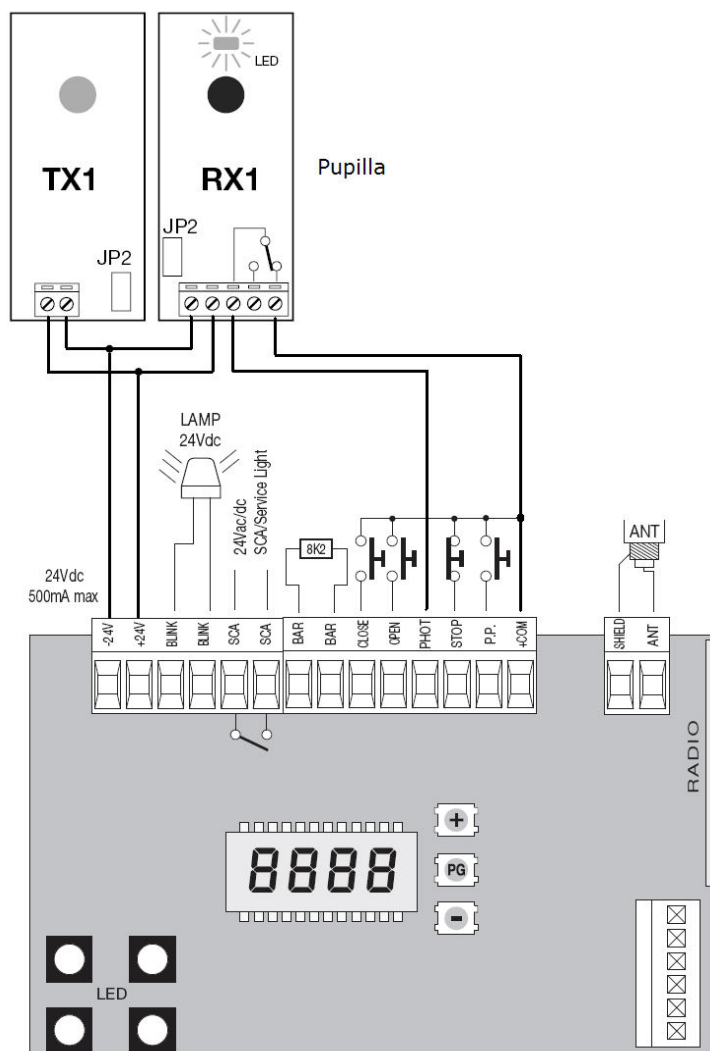 LED
TX1
RX1
Pupilla
JP2
JP2
LAMP
24Vdc
24Vac/dc
SCA/Service Light
8K2
ANT
24Vdc
500mA max
-24V
+24V
BLINK
BLINK
SCA
SCA
BAR
BAR
CLOSE
OPEN
PHOT
STOP
P.P.
+COM
SHIELD
ANT
RADIO
+
8888
PG
-
LED